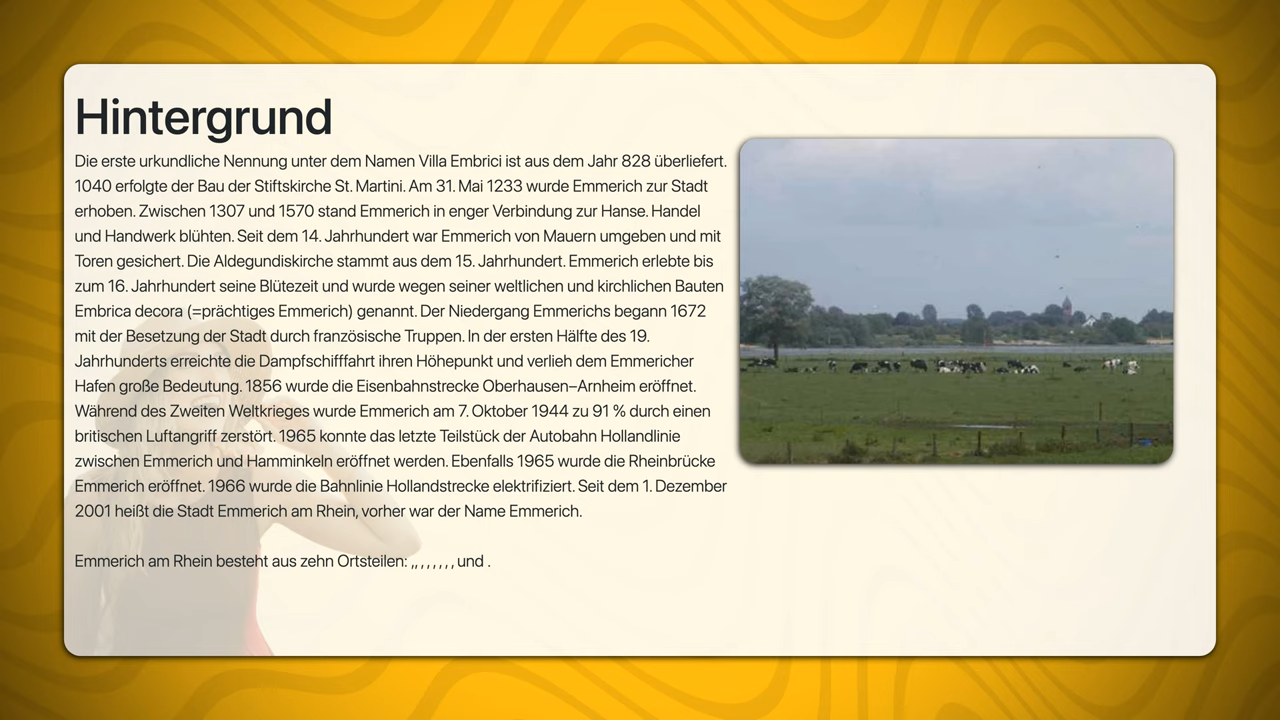 Hintergrund
Die erste urkundliche Nennung unter dem Namen Villa Embrici ist aus dem Jahr 828 überliefert.
1040 erfolgte der Bau der Stiftskirche St. Martini. Am 31. Mai 1233 wurde Emmerich zur Stadt
erhoben. Zwischen 1307 und 1570 stand Emmerich in enger Verbindung zur Hanse. Handel
und Handwerk blühten. Seit dem 14. Jahrhundert war Emmerich von Mauern umgeben und mit
Toren gesichert. Die Aldegundiskirche stammt aus dem 15. Jahrhundert. Emmerich erlebte bis
zum 16. Jahrhundert seine Blütezeit und wurde wegen seiner weltlichen und kirchlichen Bauten
Embrica decora (=prächtiges Emmerich) genannt. Der Niedergang Emmerichs begann 1672
mit der Besetzung der Stadt durch französische Truppen. In der ersten Hälfte des 19.
Jahrhunderts erreichte die Dampfschifffahrt ihren Höhepunkt und verlieh dem Emmericher
Hafen große Bedeutung. 1856 wurde die Eisenbahnstrecke Oberhausen–Arnheim eröffnet.
Während des Zweiten Weltkrieges wurde Emmerich am 7. Oktober 1944 zu 91 % durch einen
britischen Luftangriff zerstört. 1965 konnte das letzte Teilstück der Autobahn Hollandlinie
zwischen Emmerich und Hamminkeln eröffnet werden. Ebenfalls 1965 wurde die Rheinbrücke
Emmerich eröffnet. 1966 wurde die Bahnlinie Hollandstrecke elektrifiziert. Seit dem 1. Dezember
2001 heißt die Stadt Emmerich am Rhein, vorher war der Name Emmerich.
Emmerich am Rhein besteht aus zehn Ortsteilen: ,, , , , , , , und .